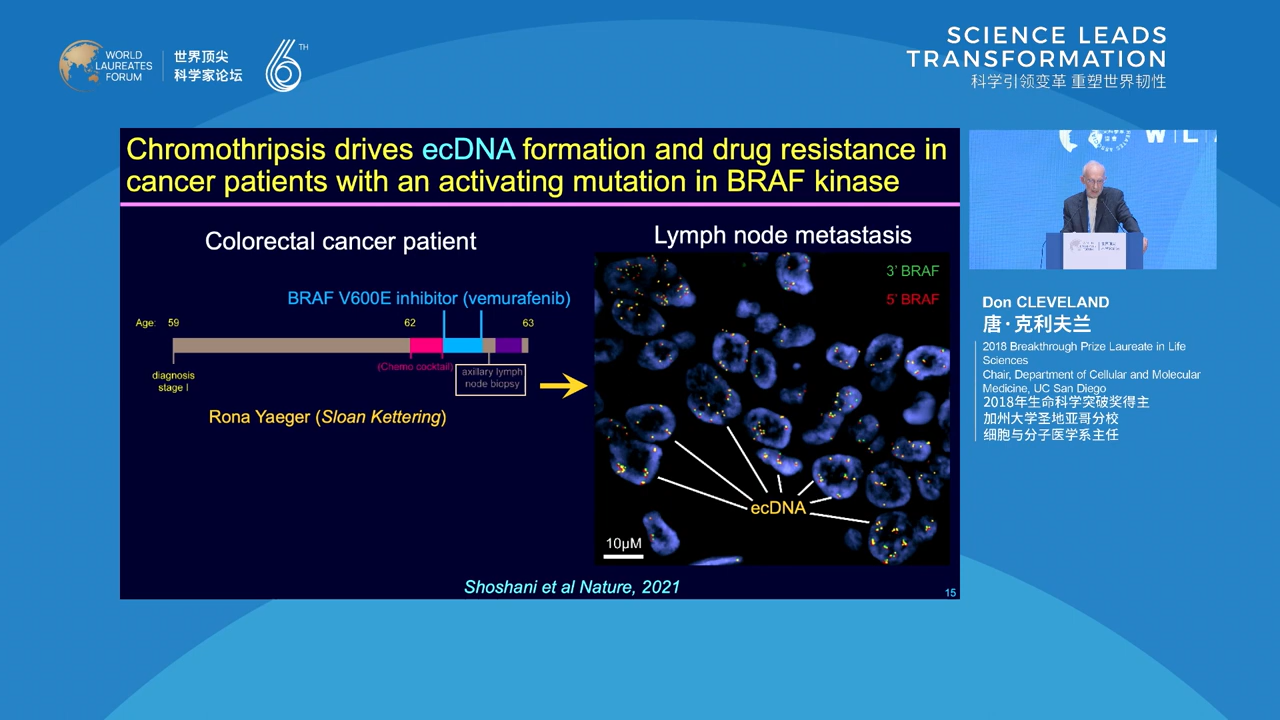 WORLD
LAUREATES
FORUM
世界顶尖
科学家论坛
6TH
SCIENCE LEADS
TRANSFORMATION
科学引领变革 重塑世界韧性
Chromothripsis drives ecDNA formation and drug resistance in
cancer patients with an activating mutation in BRAF kinase
Colorectal cancer patient
BRAF V600E inhibitor (vemurafenib)
Age: 59 62 63
(Chemo cocktail)
diagnosis
stage I
axillary lymph
node biopsy
Rona Yaeger (Sloan Kettering)
Lymph node metastasis
3' BRAF
5' BRAF
ecDNA
10μM
Shoshani et al Nature, 2021
15
Don CLEVELAND
唐·克利夫兰
2018 Breakthrough Prize Laureate in Life
Sciences
Chair, Department of Cellular and Molecular
Medicine, UC San Diego
2018年生命科学突破奖得主
加州大学圣地亚哥分校
细胞与分子医学系主任